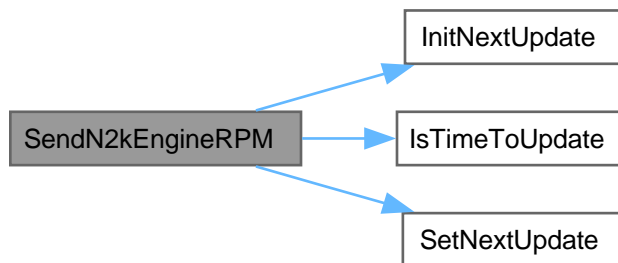 InitNextUpdate
SendN2kEngineRPM
IsTimeToUpdate
SetNextUpdate